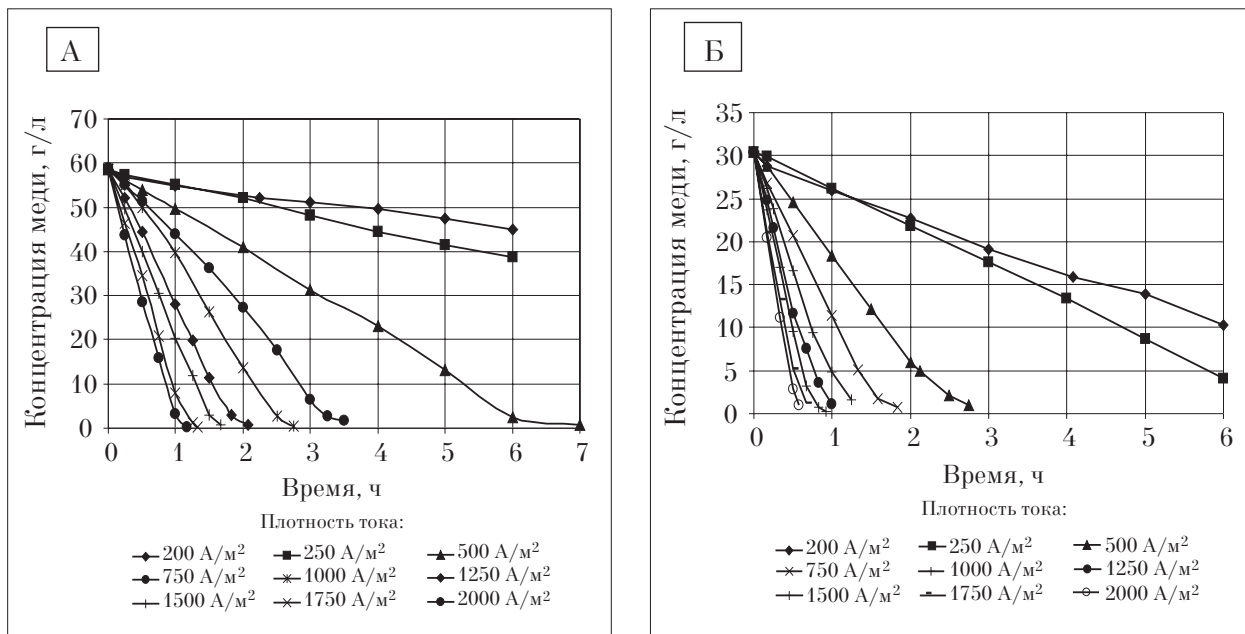 А
Концентрация меди, г/л
70
60
50
40
30
20
10
0
0 1 2 3 4 5 6 7
Время, ч
Плотность тока:
200 А/м² 250 А/м² 500 А/м²
750 А/м² 1000 А/м² 1250 А/м²
1500 А/м² 1750 А/м² 2000 А/м²
Б
Концентрация меди, г/л
35
30
25
20
15
10
5
0
0 1 2 3 4 5 6
Время, ч
Плотность тока:
200 А/м² 250 А/м² 500 А/м²
750 А/м² 1000 А/м² 1250 А/м²
1500 А/м² 1750 А/м² 2000 А/м²